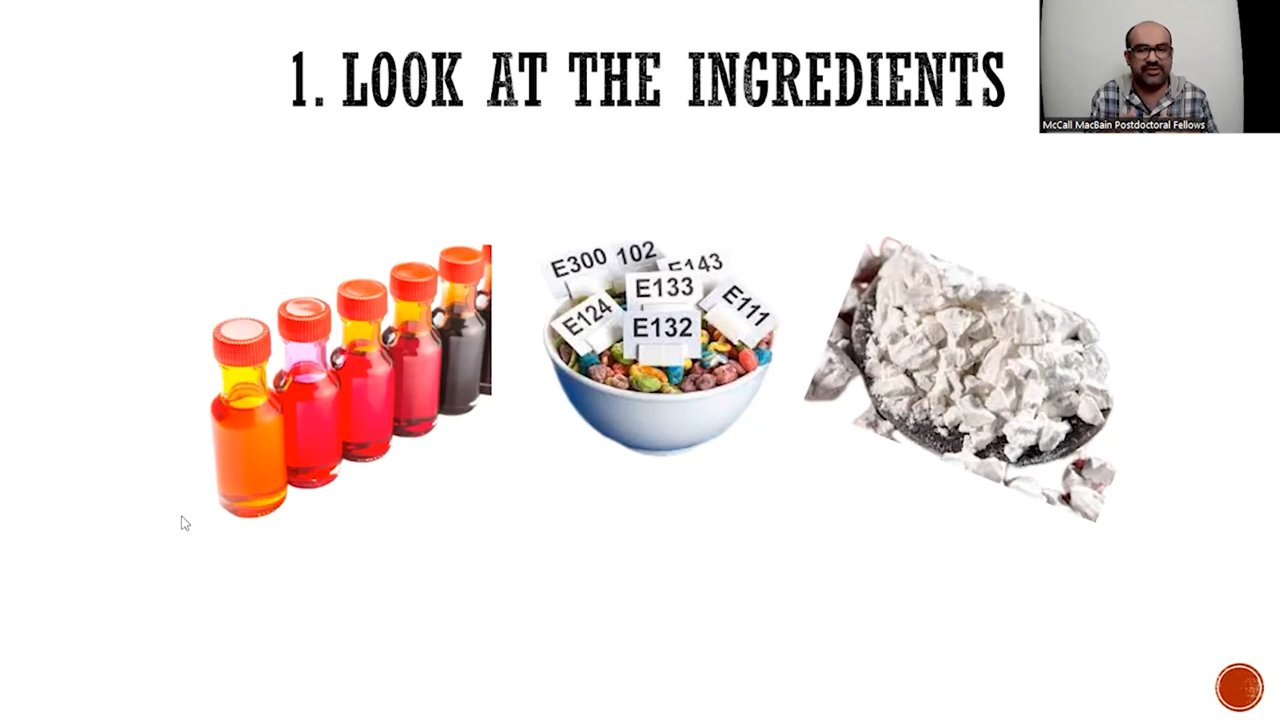 1. LOOK AT THE INGREDIENTS
McCall MacBain Postdoctoral Fellows
E300 102
E143
E133
E124
E111
E132